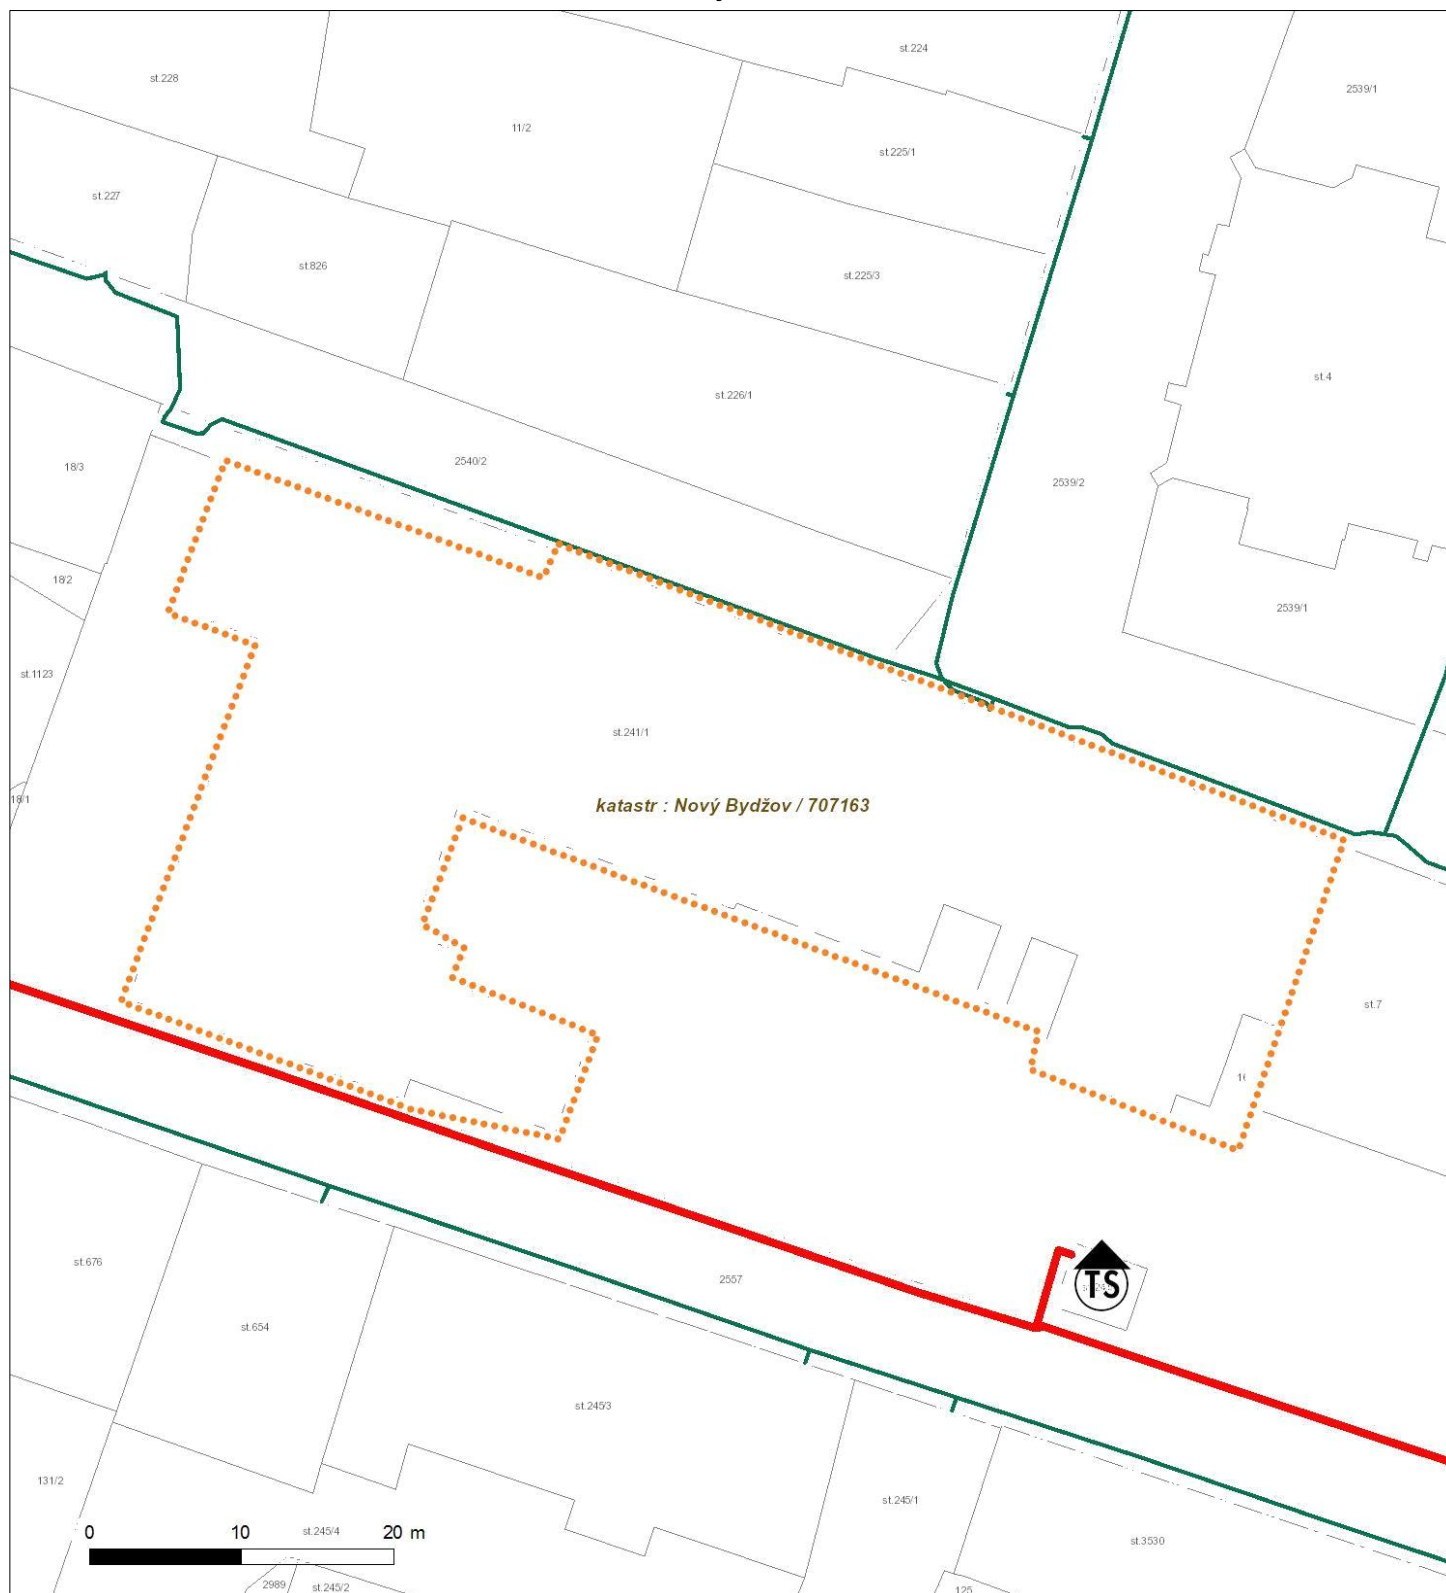 st.224
st.228
2539/1
11/2
st.225/1
st.227
st.826
st.225/3
st.4
st.226/1
2540/2
18/3
2539/2
18/2
2539/1
st.1123
st.241/1
18/1
katastr : Nový Bydžov / 707163
st.7
st.676
2557
TS
st.654
st.245/3
131/2
st.245/1
0 10 20 m
st.245/4
st.3530
2989
st.245/2
125